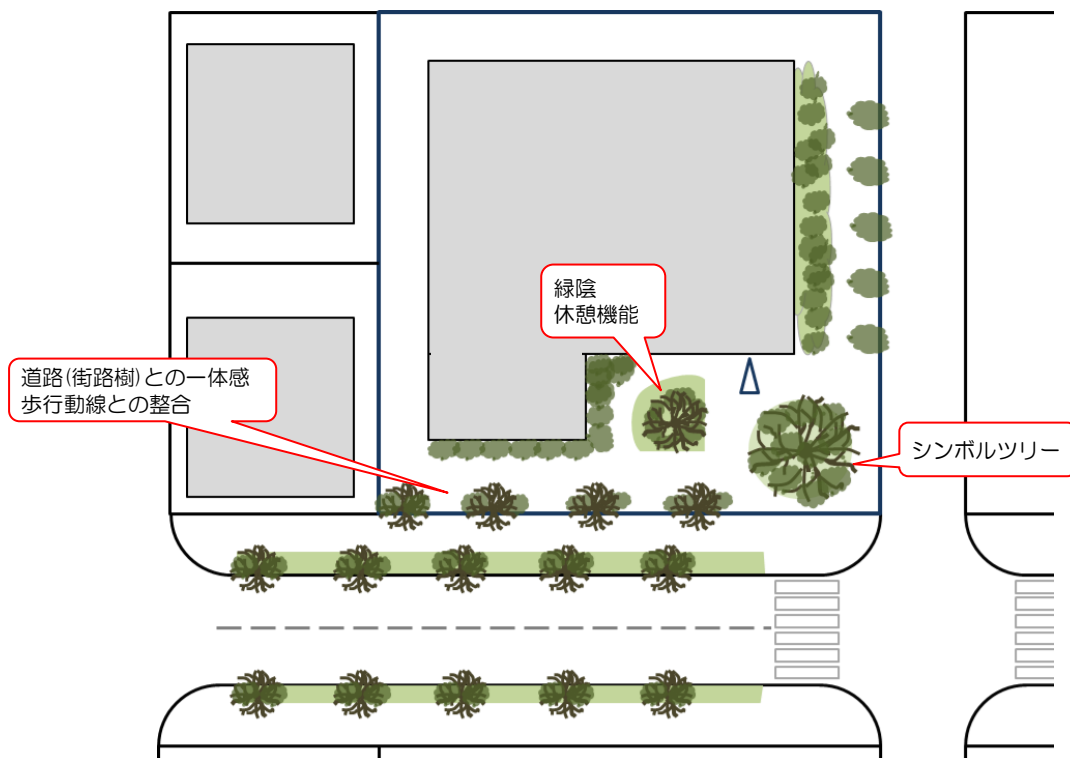 緑陰
休憩機能
道路(街路樹)との一体感
歩行動線との整合
シンボルツリー